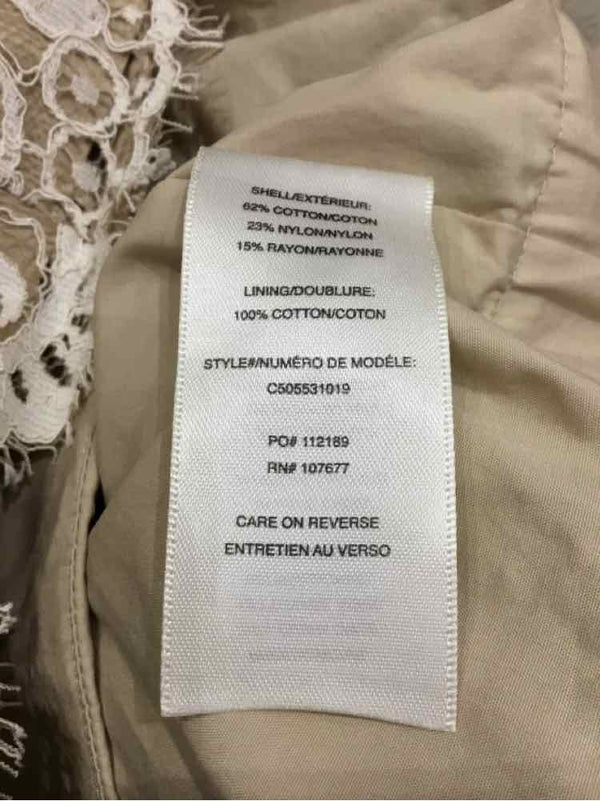 SHELL/EXTÉRIEUR:
62% COTTON/COTON
23% NYLON/NYLON
15% RAYON/RAYONNE
LINING/DOUBLURE:
100% COTTON/COTON
STYLE#/NUMÉRO DE MODÉLE:
C505531019
PO# 112189
RN# 107677
CARE ON REVERSE
ENTRETIEN AU VERSO